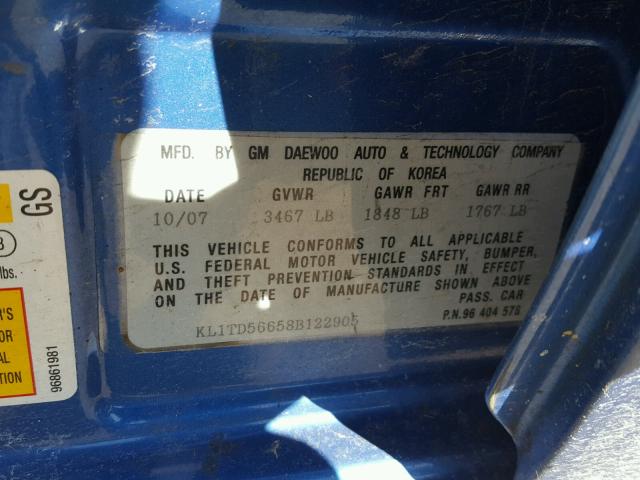 MFD. BY GM DAEWOO AUTO & TECHNOLOGY COMPANY
REPUBLIC OF KOREA
DATE GVWR GAWR FRT GAWR RR
10/07 3467 LB 1848 LB 1767 LB
THIS VEHICLE CONFORMS TO ALL APPLICABLE
U.S. FEDERAL MOTOR VEHICLE SAFETY, BUMPER,
AND THEFT PREVENTION STANDARDS IN EFFECT
ON THE DATE OF MANUFACTURE SHOWN ABOVE
PASS. CAR
KL1TD56658B122905
P.N.96 404 578
GS
lbs.
96861981